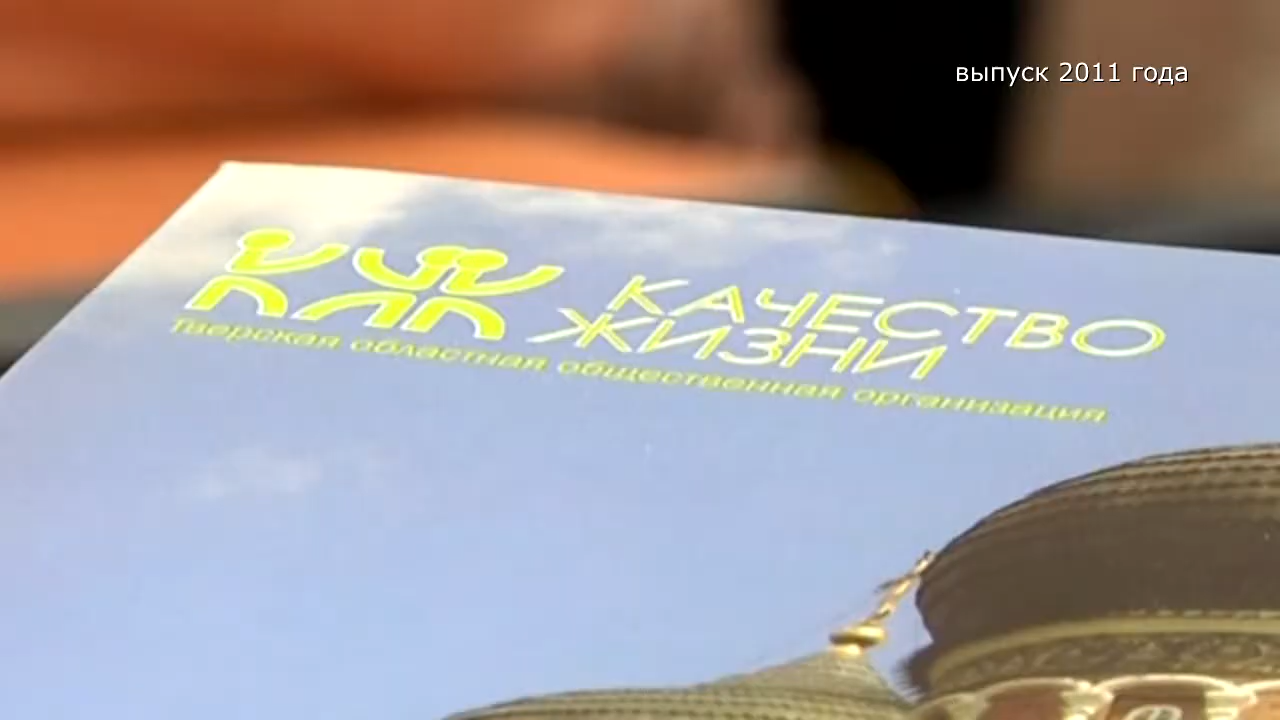 выпуск 2011 года
КАЧЕСТВО
ЖИЗНИ
Тверская областная общественная организация